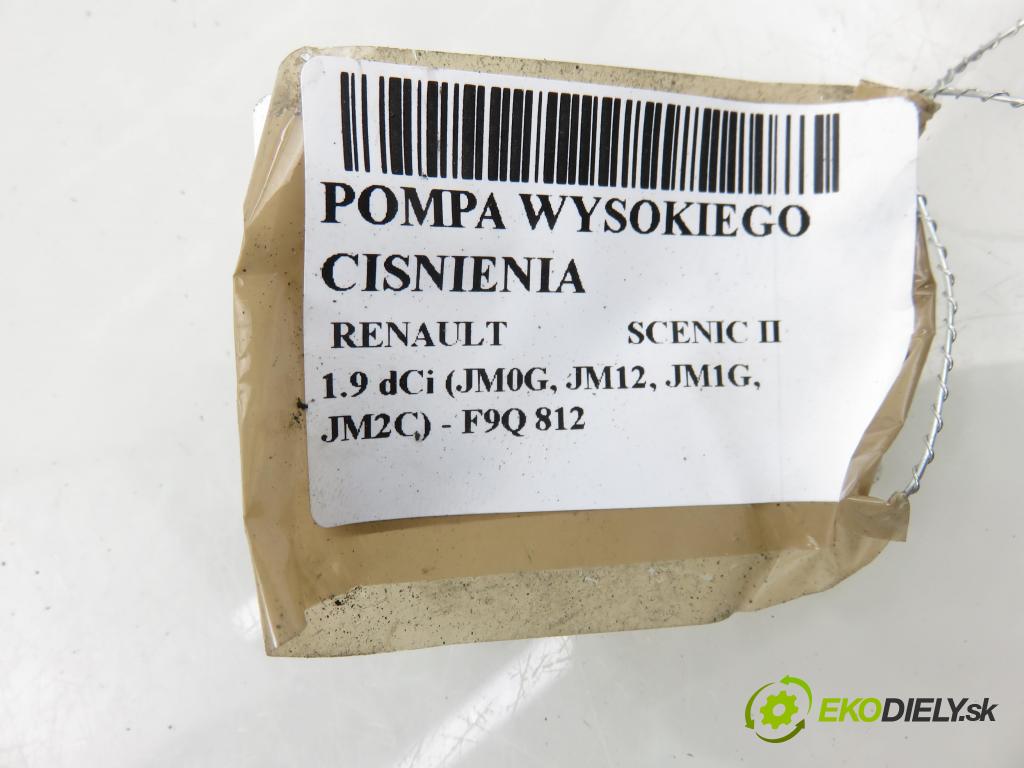 POMPA WYSOKIEGO
CISNIENIA
RENAULT SCENIC II
1.9 dCi (JM0G, JM12, JM1G,
JM2C) - F9Q 812
EKODIELY.sk